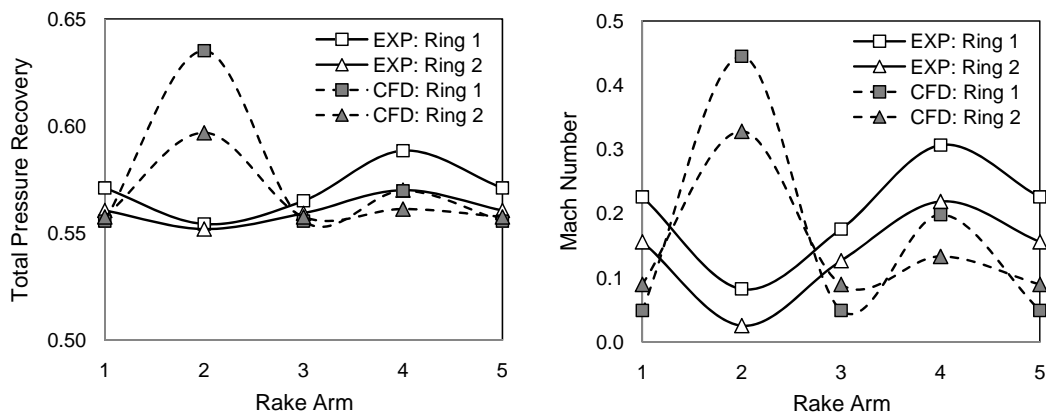 0.65
0.60
0.55
0.50
Total Pressure Recovery
EXP: Ring 1
EXP: Ring 2
CFD: Ring 1
CFD: Ring 2
1 2 3 4 5
Rake Arm
0.5
0.4
0.3
0.2
0.1
0.0
Mach Number
EXP: Ring 1
EXP: Ring 2
CFD: Ring 1
CFD: Ring 2
1 2 3 4 5
Rake Arm